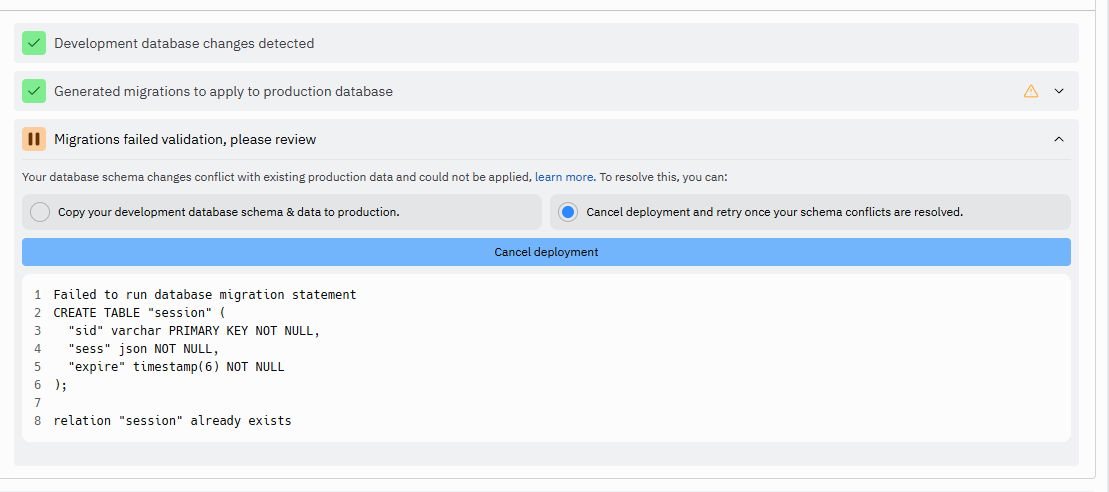 Development database changes detected
Generated migrations to apply to production database
Migrations failed validation, please review
Your database schema changes conflict with existing production data and could not be applied, learn more. To resolve this, you can:
Copy your development database schema & data to production.
Cancel deployment and retry once your schema conflicts are resolved.
Cancel deployment
1 Failed to run database migration statement
2 CREATE TABLE "session" (
3   "sid" varchar PRIMARY KEY NOT NULL,
4   "sess" json NOT NULL,
5   "expire" timestamp(6) NOT NULL
6 );
7
8 relation "session" already exists